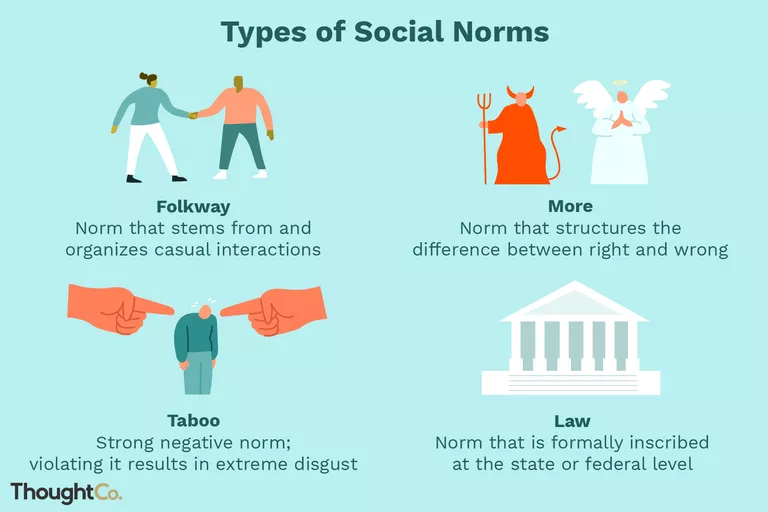 Types of Social Norms
Folkway
Norm that stems from and
organizes casual interactions
More
Norm that structures the
difference between right and wrong
Taboo
Strong negative norm;
violating it results in extreme disgust
Law
Norm that is formally inscribed
at the state or federal level
ThoughtCo.